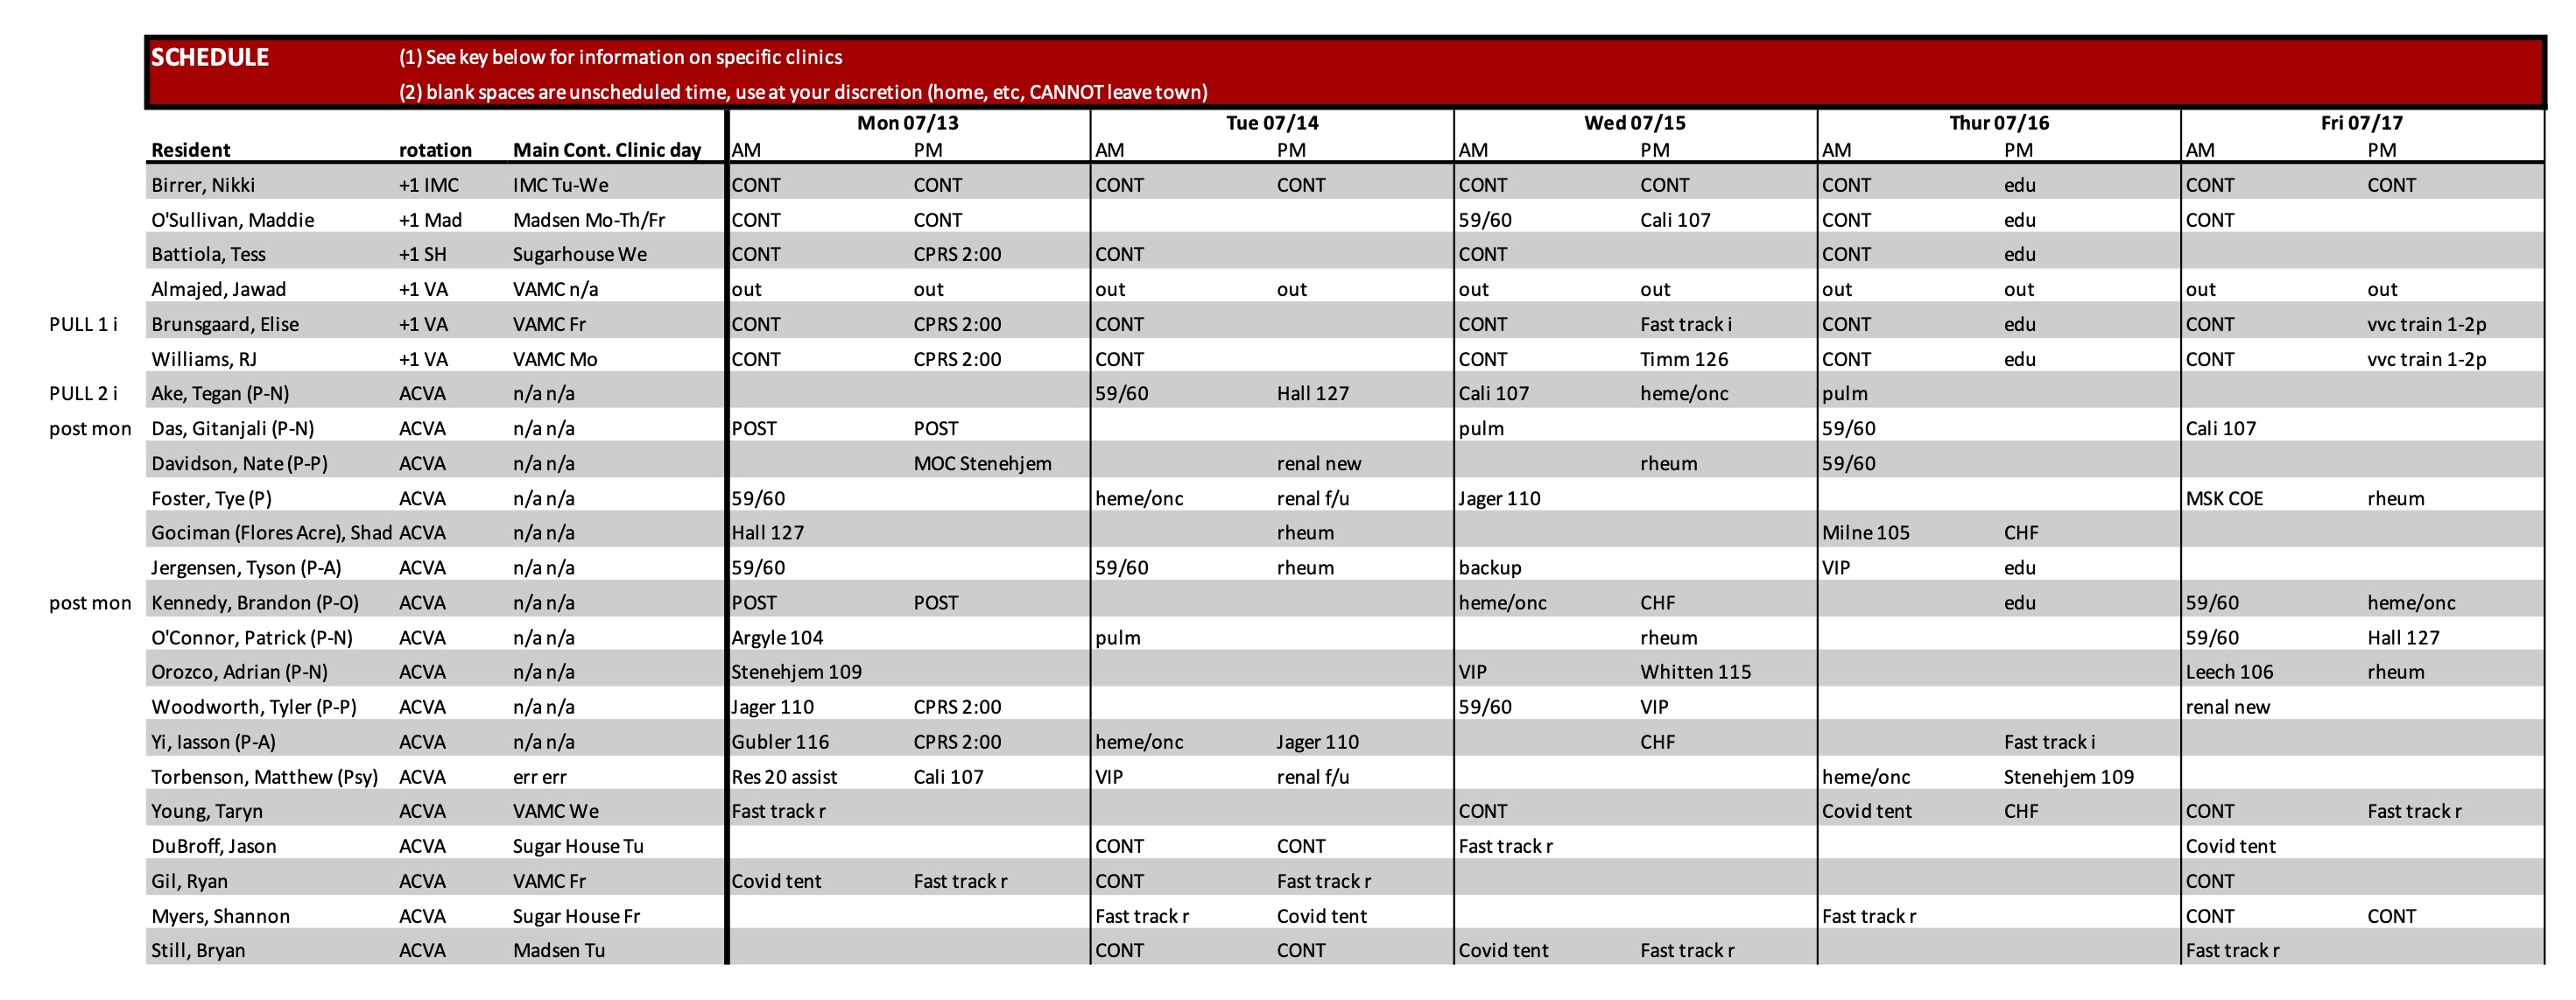 SCHEDULE (1) See key below for information on specific clinics
(2) blank spaces are unscheduled time, use at your discretion (home, etc, CANNOT leave town)
Mon 07/13 Tue 07/14 Wed 07/15 Thur 07/16 Fri 07/17
Resident rotation Main Cont. Clinic day AM PM AM PM AM PM AM PM AM PM
Birrer, Nikki +1 IMC IMC Tu-We CONT CONT CONT CONT CONT CONT CONT edu CONT CONT
O'Sullivan, Maddie +1 Mad Madsen Mo-Th/Fr CONT CONT 59/60 Cali 107 CONT edu CONT
Battiola, Tess +1 SH Sugarhouse We CONT CPRS 2:00 CONT CONT CONT edu
Almajed, Jawad +1 VA VAMC n/a out out out out out out out out out out
PULL 1 i Brunsgaard, Elise +1 VA VAMC Fr CONT CPRS 2:00 CONT CONT Fast track i CONT edu CONT vvc train 1-2p
Williams, RJ +1 VA VAMC Mo CONT CPRS 2:00 CONT CONT Timm 126 CONT edu CONT vvc train 1-2p
PULL 2 i Ake, Tegan (P-N) ACVA n/a n/a 59/60 Hall 127 Cali 107 heme/onc pulm
post mon Das, Gitanjali (P-N) ACVA n/a n/a POST POST pulm 59/60 Cali 107
Davidson, Nate (P-P) ACVA n/a n/a MOC Stenehjem renal new rheum 59/60
Foster, Tye (P) ACVA n/a n/a 59/60 heme/onc renal f/u Jager 110 MSK COE rheum
Gociman (Flores Acre), Shad ACVA n/a n/a Hall 127 rheum Milne 105 CHF
Jergensen, Tyson (P-A) ACVA n/a n/a 59/60 59/60 rheum backup VIP edu
post mon Kennedy, Brandon (P-O) ACVA n/a n/a POST POST heme/onc CHF edu 59/60 heme/onc
O'Connor, Patrick (P-N) ACVA n/a n/a Argyle 104 pulm rheum 59/60 Hall 127
Orozco, Adrian (P-N) ACVA n/a n/a Stenehjem 109 VIP Whitten 115 Leech 106 rheum
Woodworth, Tyler (P-P) ACVA n/a n/a Jager 110 CPRS 2:00 59/60 VIP renal new
Yi, Iasson (P-A) ACVA n/a n/a Gubler 116 CPRS 2:00 heme/onc Jager 110 CHF Fast track i
Torbenson, Matthew (Psy) ACVA err err Res 20 assist Cali 107 VIP renal f/u heme/onc Stenehjem 109
Young, Taryn ACVA VAMC We Fast track r CONT Covid tent CHF CONT Fast track r
DuBroff, Jason ACVA Sugar House Tu CONT CONT Fast track r Covid tent
Gil, Ryan ACVA VAMC Fr Covid tent Fast track r CONT Fast track r CONT
Myers, Shannon ACVA Sugar House Fr Fast track r Covid tent Fast track r CONT CONT
Still, Bryan ACVA Madsen Tu CONT CONT Covid tent Fast track r Fast track r